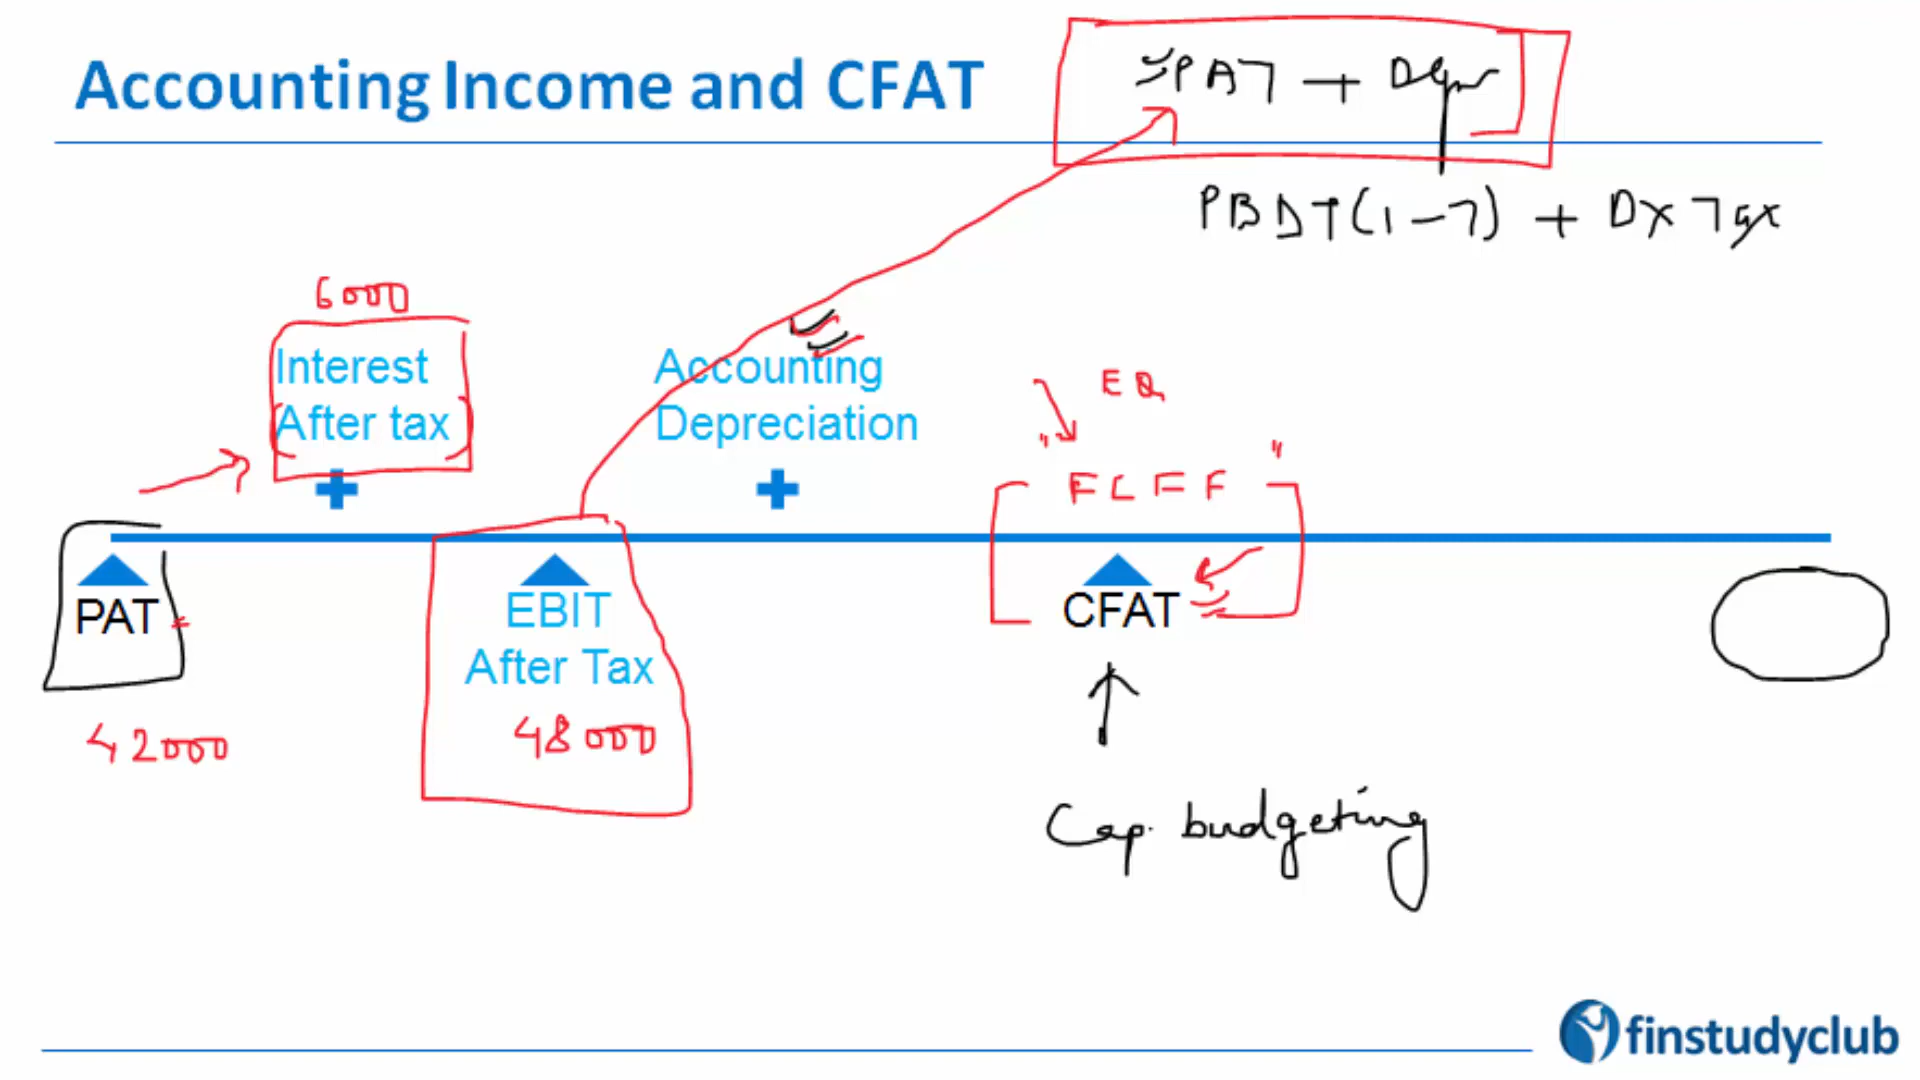 Accounting Income and CFAT
PAT + Depr
PBDT(1-T) + D x Tax
6000
Interest
After tax
+
Accounting
Depreciation
+
EQ
" FCFF "
PAT
EBIT
After Tax
CFAT
42000
48000
Cap. budgeting
finstudyclub